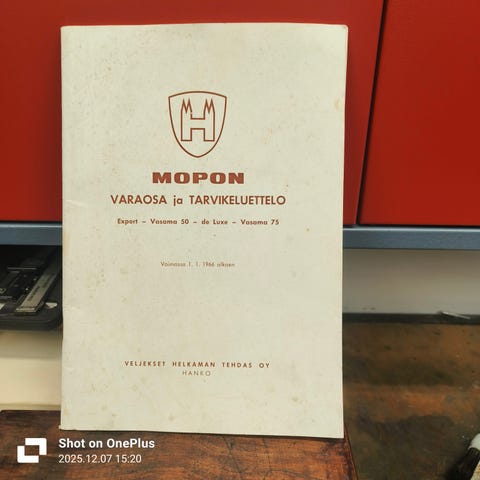 H
MOPON
VARAOSA ja TARVIKELUETTELO
Expert – Vasama 50 – de Luxe – Vasama 75
Voimassa 1. 1. 1966 alkaen
VELJEKSET HELKAMAN TEHDAS OY
HANKO
Shot on OnePlus
2025.12.07 15:20